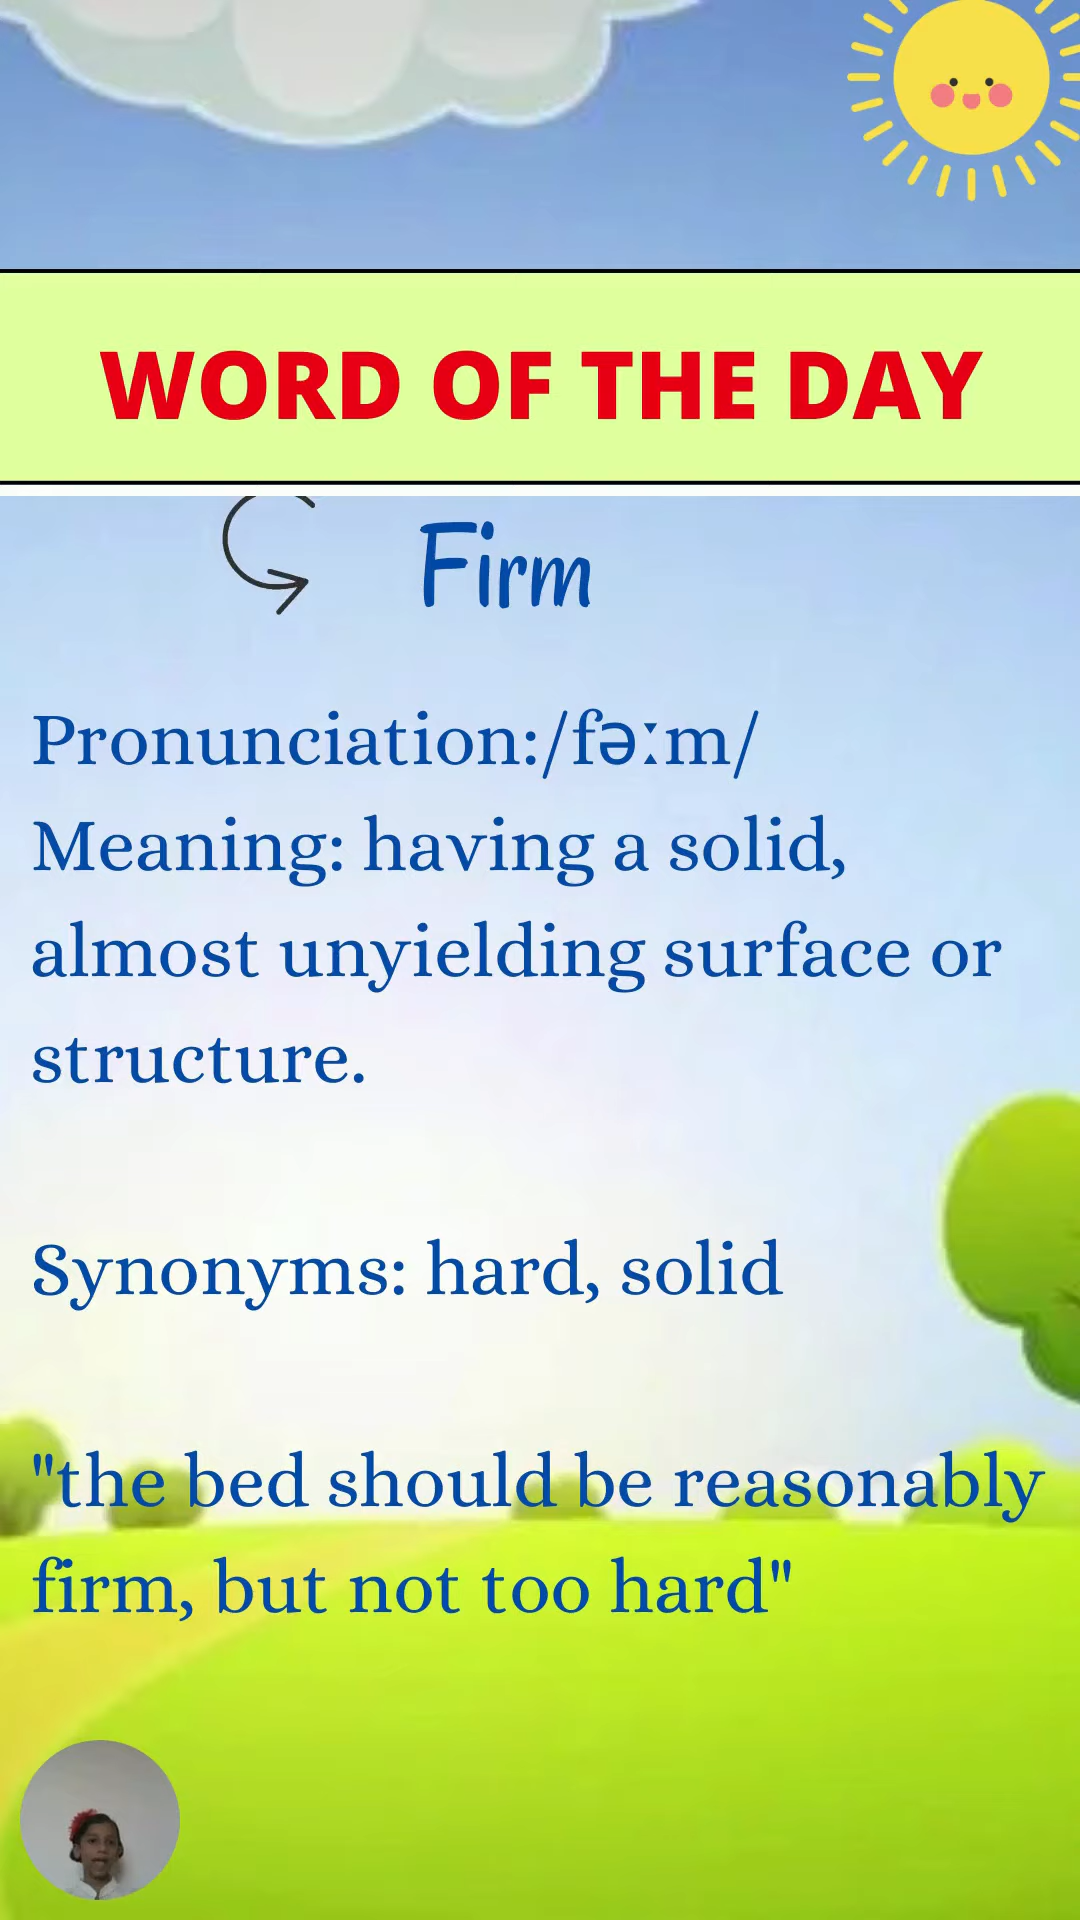 WORD OF THE DAY
Firm
Pronunciation:/fəːm/
Meaning: having a solid,
almost unyielding surface or
structure.
Synonyms: hard, solid
"the bed should be reasonably
firm, but not too hard"